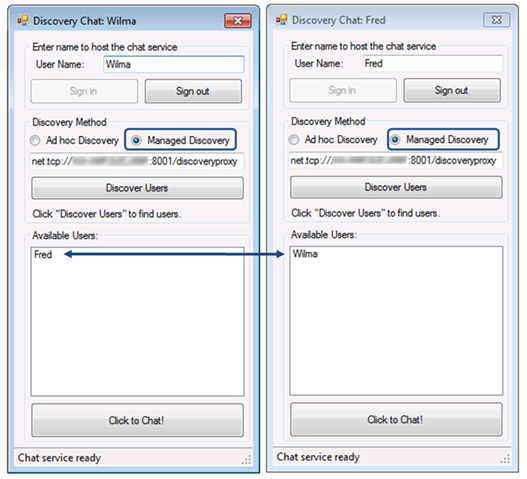 Discovery Chat: Wilma
Enter name to host the chat service
User Name: Wilma
Sign in Sign out
Discovery Method
Ad hoc Discovery Managed Discovery
net.tcp:// :8001/discoveryproxy
Discover Users
Click "Discover Users" to find users.
Available Users:
Fred
Click to Chat!
Chat service ready
Discovery Chat: Fred
Enter name to host the chat service
User Name: Fred
Sign in Sign out
Discovery Method
Ad hoc Discovery Managed Discovery
net.tcp:// :8001/discoveryproxy
Discover Users
Click "Discover Users" to find users.
Available Users:
Wilma
Click to Chat!
Chat service ready